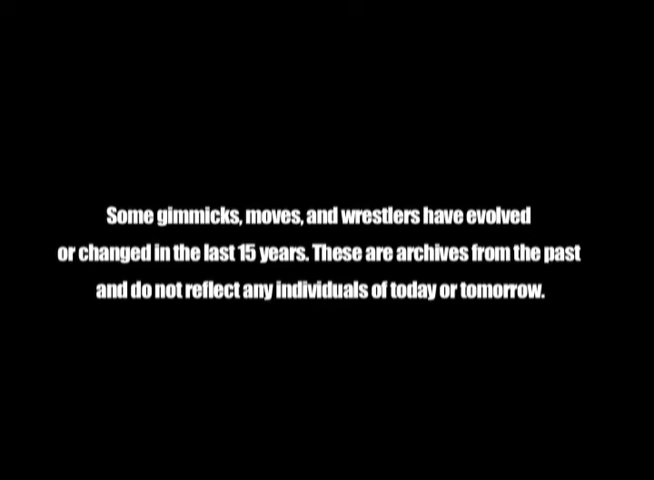 Some gimmicks, moves, and wrestlers have evolved
or changed in the last 15 years. These are archives from the past
and do not reflect any individuals of today or tomorrow.